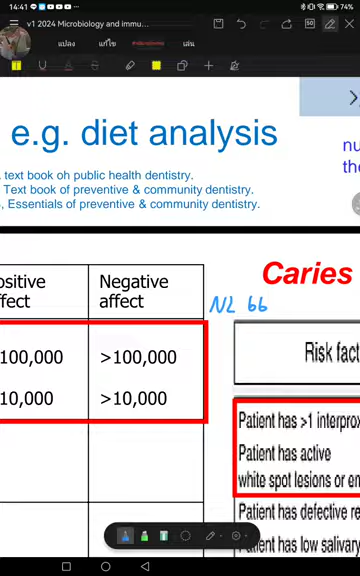 14:41
74%
v1 2024 Microbiology and immu...
50
แปลง แก้ไข เล่น
e.g. diet analysis
nu
the
text book oh public health dentistry.
Text book of preventive & community dentistry.
, Essentials of preventive & community dentistry.
ositive
ffect
Negative
affect
100,000 >100,000
10,000 >10,000
NL 66
Caries
Risk fact
Patient has >1 interprox
Patient has active
white spot lesions or en
Patient has defective re
atient has low salivary